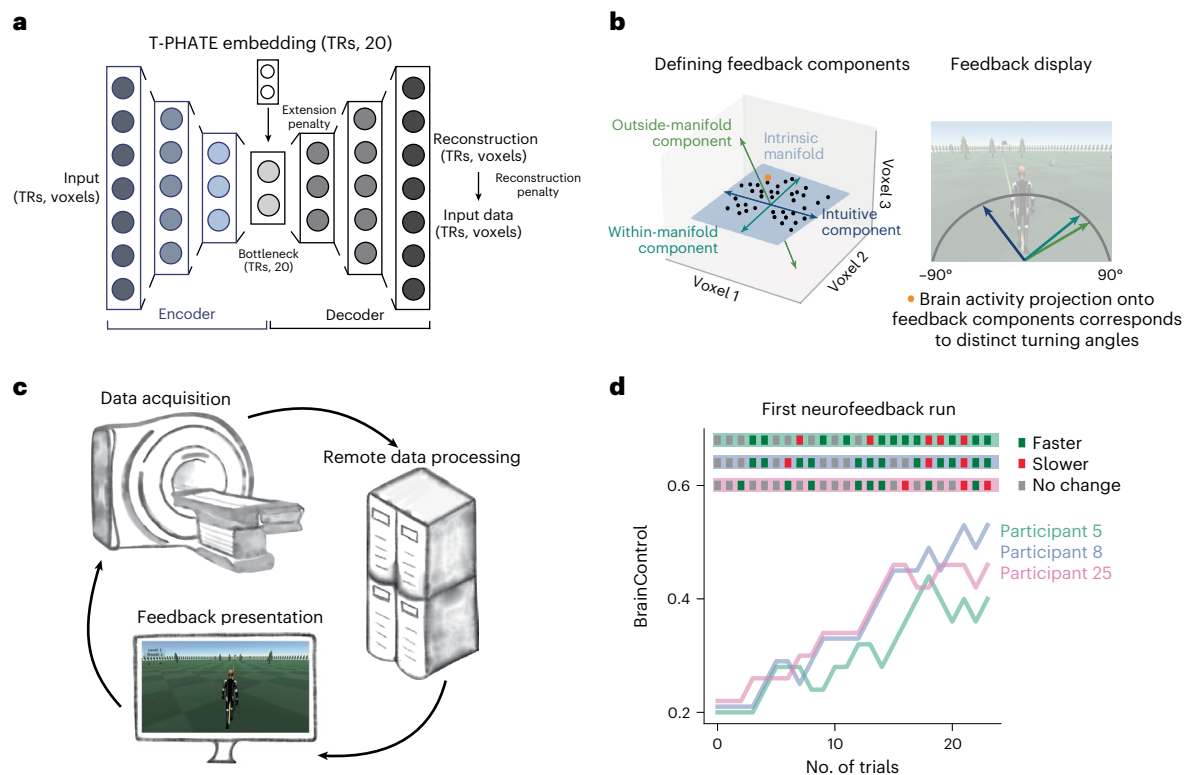 a
T-PHATE embedding (TRs, 20)
Extension
penalty
Input
(TRs, voxels)
Reconstruction
(TRs, voxels)
Reconstruction
penalty
Input data
(TRs, voxels)
Bottleneck
(TRs, 20)
Encoder
Decoder
b
Defining feedback components
Outside-manifold
component
Intrinsic
manifold
Intuitive
component
Within-manifold
component
Voxel 1
Voxel 2
Voxel 3
Feedback display
–90°
90°
Brain activity projection onto
feedback components corresponds
to distinct turning angles
c
Data acquisition
Remote data processing
Feedback presentation
d
First neurofeedback run
Faster
Slower
No change
BrainControl
0.6
0.4
0.2
Participant 5
Participant 8
Participant 25
0
10
20
No. of trials